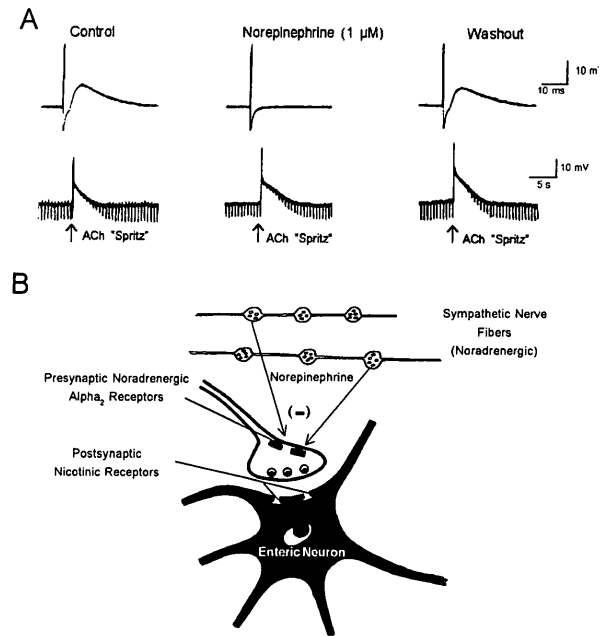 A
Control
Norepinephrine (1 µM)
Washout
10 m
10 ms
10 mV
5 s
ACh "Spritz"
ACh "Spritz"
ACh "Spritz"
B
Sympathetic Nerve
Fibers
(Noradrenergic)
Norepinephrine
Presynaptic Noradrenergic
Alpha₂ Receptors
(−)
Postsynaptic
Nicotinic Receptors
Enteric Neuron